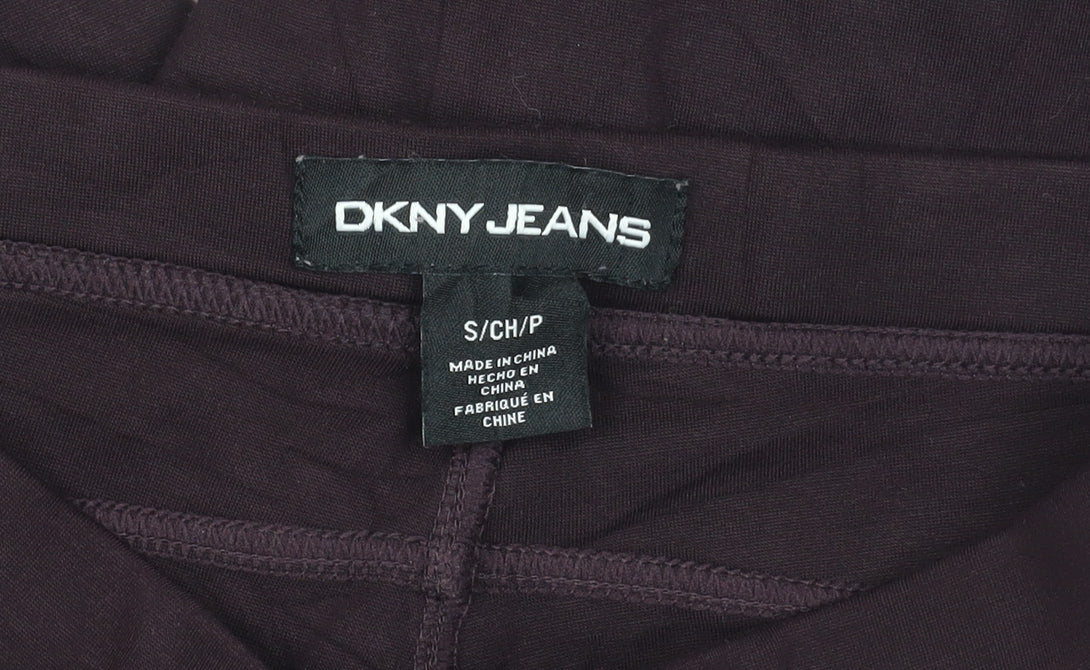 DKNY JEANS
S/CH/P
MADE IN CHINA
HECHO EN
CHINA
FABRIQUÉ EN
CHINE